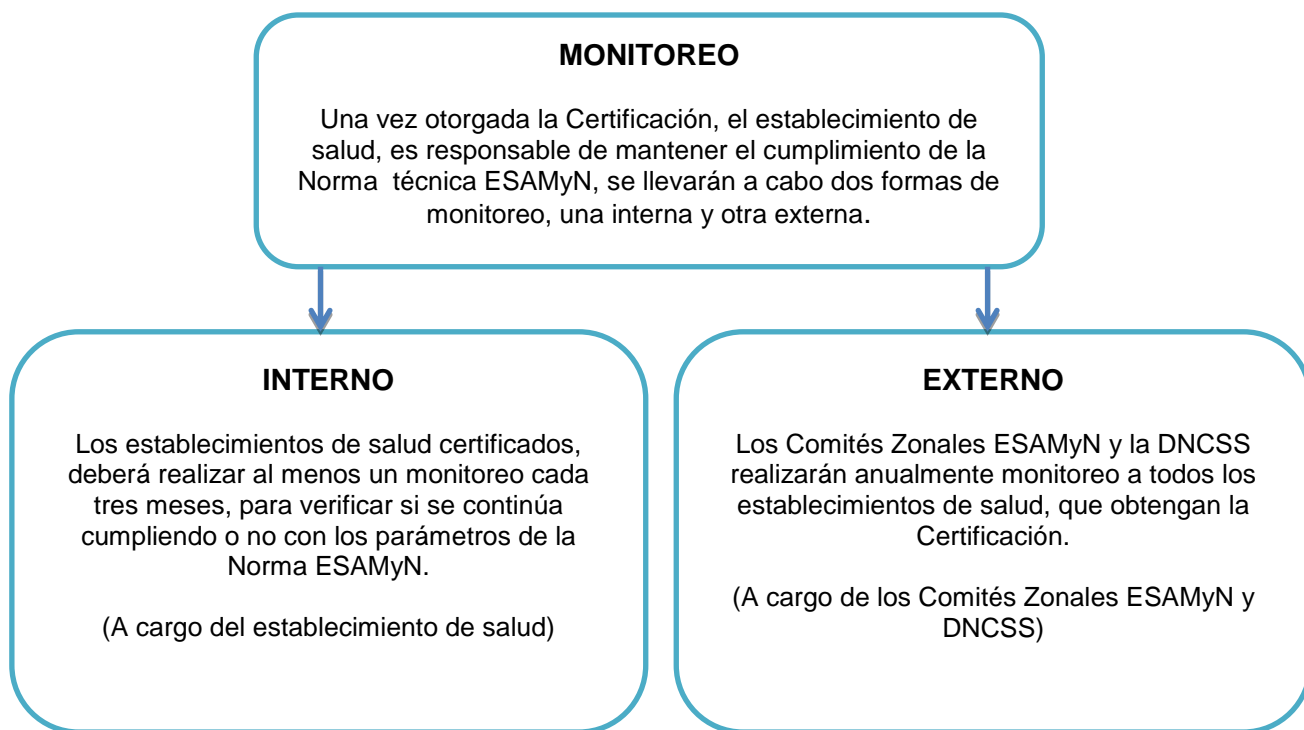 MONITOREO
Una vez otorgada la Certificación, el establecimiento de
salud, es responsable de mantener el cumplimiento de la
Norma técnica ESAMyN, se llevarán a cabo dos formas de
monitoreo, una interna y otra externa.
INTERNO
Los establecimientos de salud certificados,
deberá realizar al menos un monitoreo cada
tres meses, para verificar si se continúa
cumpliendo o no con los parámetros de la
Norma ESAMyN.
(A cargo del establecimiento de salud)
EXTERNO
Los Comités Zonales ESAMyN y la DNCSS
realizarán anualmente monitoreo a todos los
establecimientos de salud, que obtengan la
Certificación.
(A cargo de los Comités Zonales ESAMyN y
DNCSS)